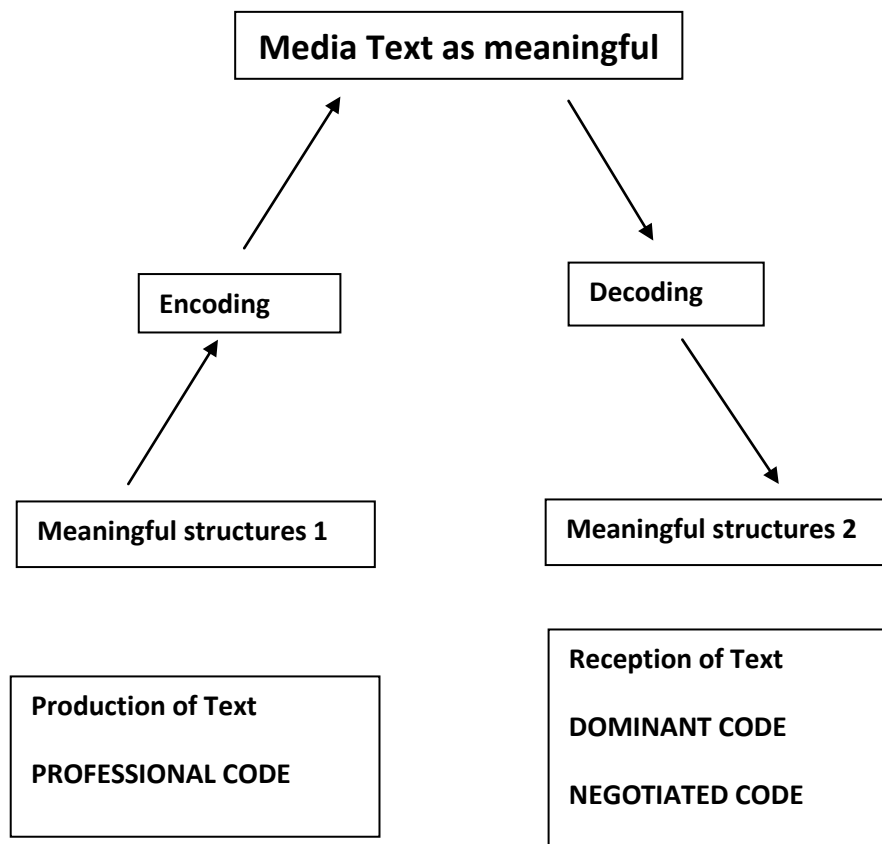 Media Text as meaningful
Encoding
Decoding
Meaningful structures 1
Meaningful structures 2
Production of Text
PROFESSIONAL CODE
Reception of Text
DOMINANT CODE
NEGOTIATED CODE